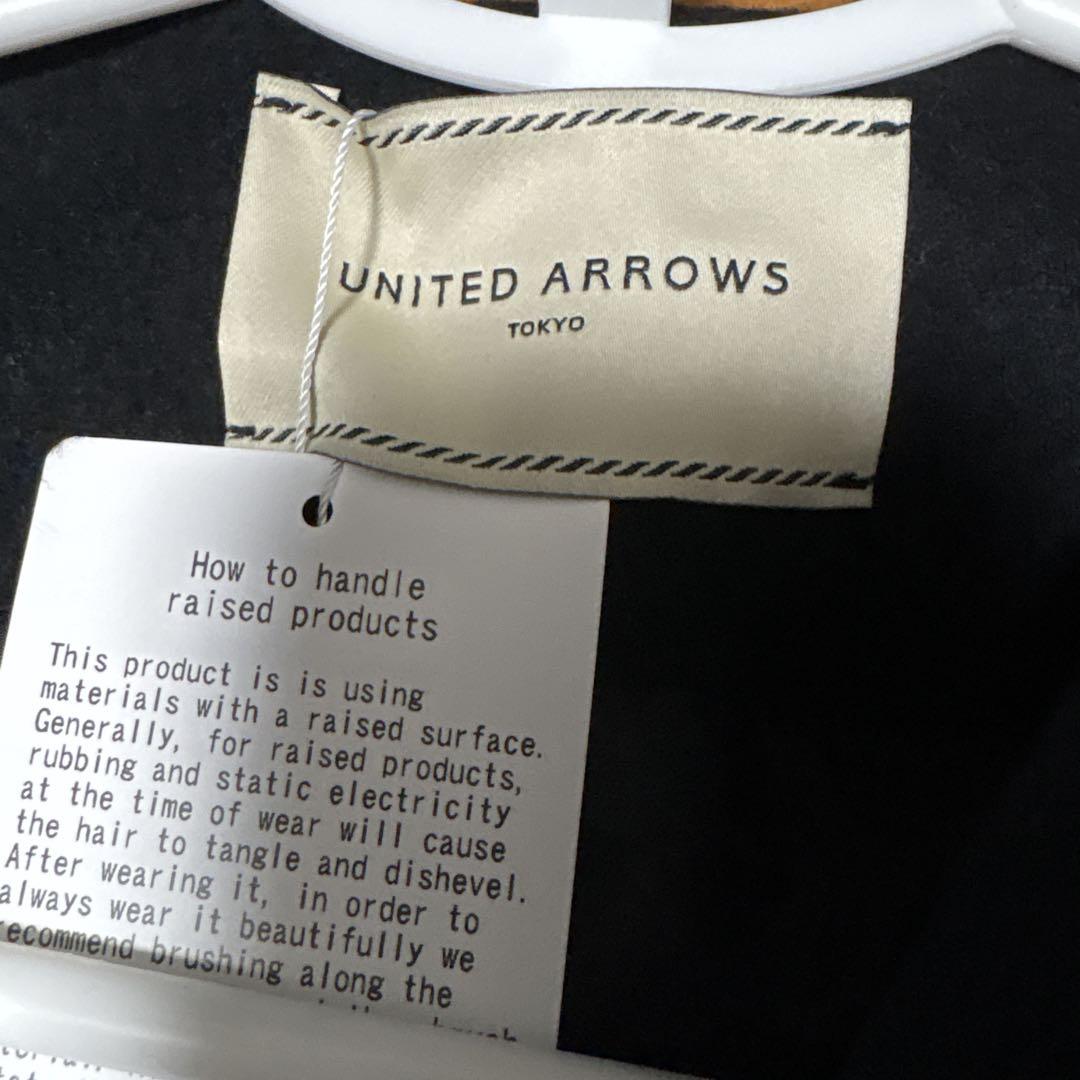 UNITED ARROWS
TOKYO
How to handle
raised products
This product is is using
materials with a raised surface.
Generally, for raised products,
rubbing and static electricity
at the time of wear will cause
the hair to tangle and dishevel.
After wearing it, in order to
always wear it beautifully we
recommend brushing along the